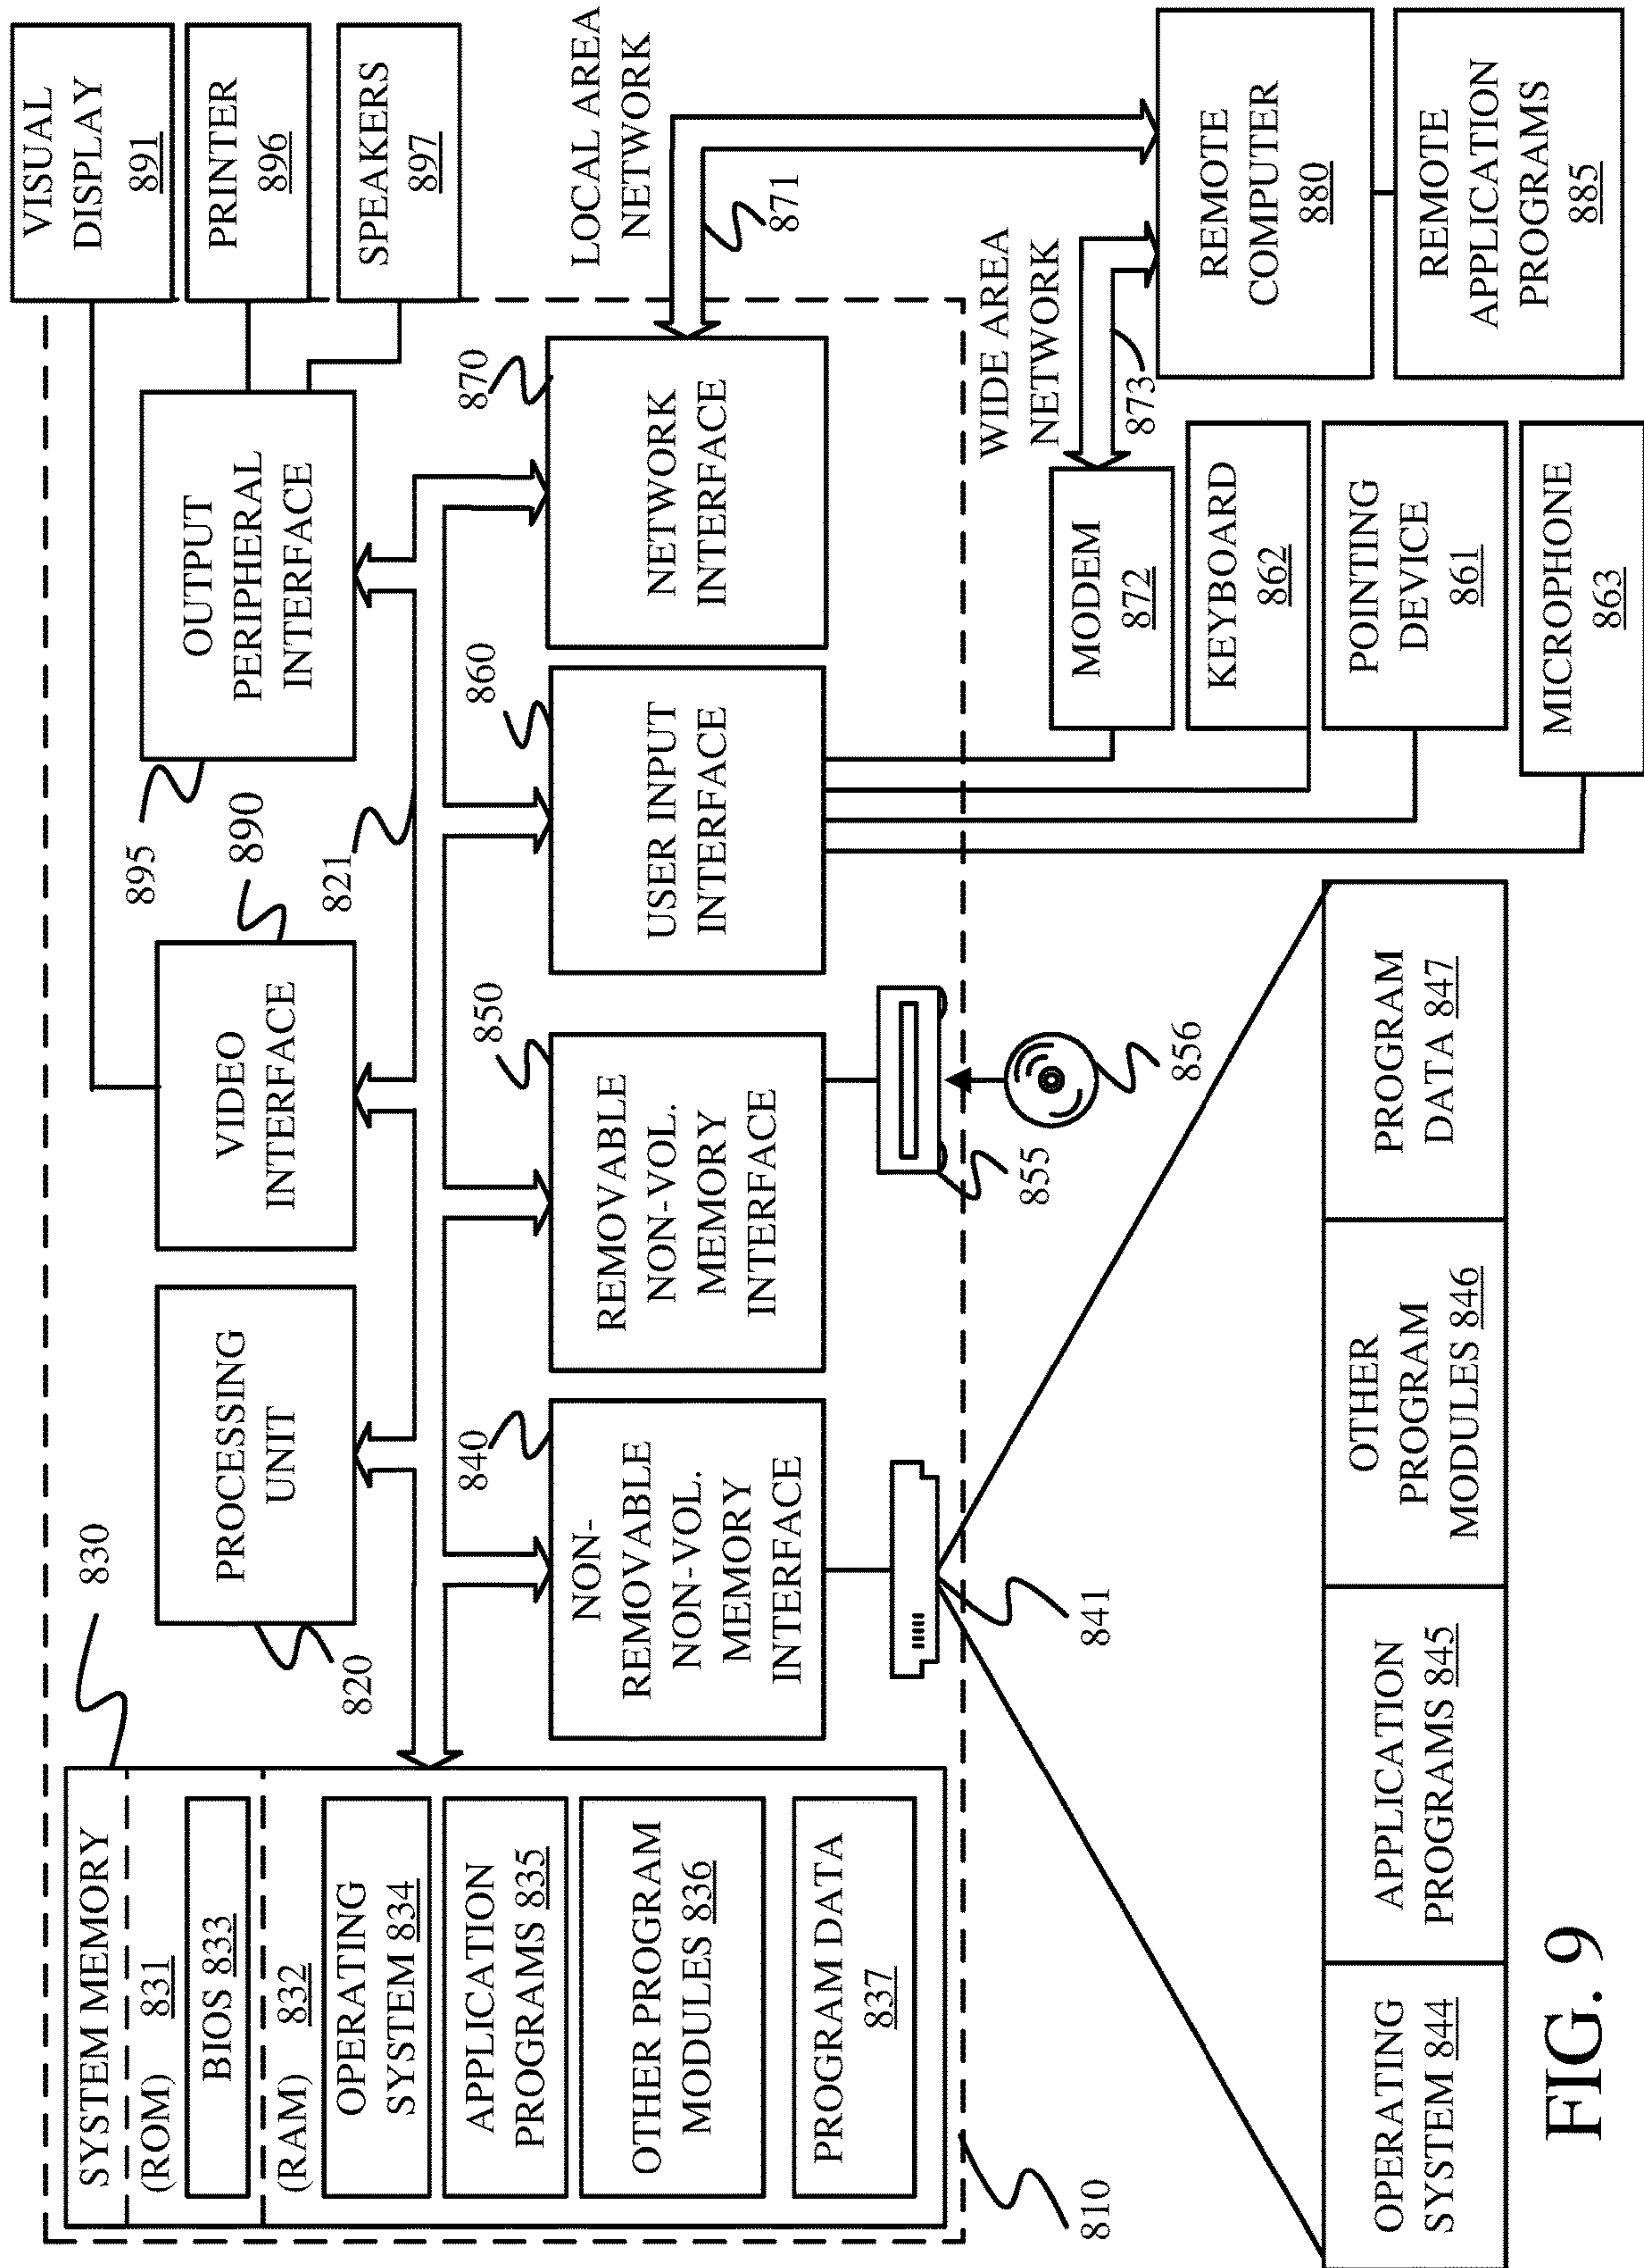 SYSTEM MEMORY
(ROM) 831
BIOS 833
(RAM) 832
OPERATING
SYSTEM 834
APPLICATION
PROGRAMS 835
OTHER PROGRAM
MODULES 836
PROGRAM DATA
837
830
820
PROCESSING
UNIT
VIDEO
INTERFACE
890
895
821
OUTPUT
PERIPHERAL
INTERFACE
VISUAL
DISPLAY
891
PRINTER
896
SPEAKERS
897
840
NON-
REMOVABLE
NON-VOL.
MEMORY
INTERFACE
850
REMOVABLE
NON-VOL.
MEMORY
INTERFACE
860
USER INPUT
INTERFACE
870
NETWORK
INTERFACE
LOCAL AREA
NETWORK
871
810
841
855
856
WIDE AREA
NETWORK
873
MODEM
872
KEYBOARD
862
POINTING
DEVICE
861
MICROPHONE
863
REMOTE
COMPUTER
880
REMOTE
APPLICATION
PROGRAMS
885
OPERATING
SYSTEM 844
APPLICATION
PROGRAMS 845
OTHER
PROGRAM
MODULES 846
PROGRAM
DATA 847
FIG. 9